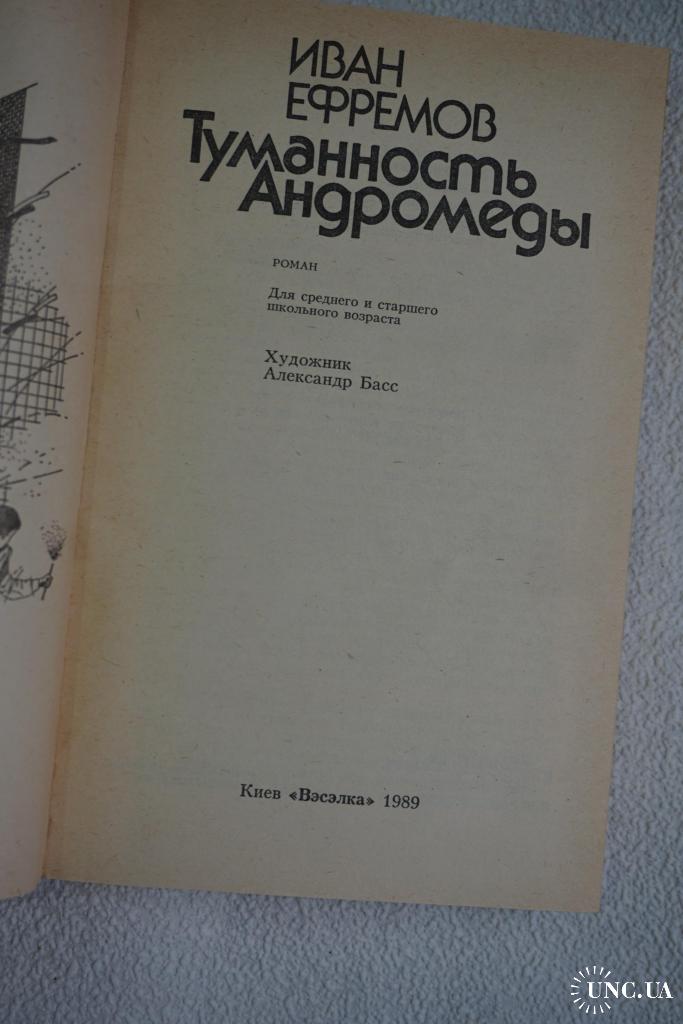 ИВАН
ЕФРЕМОВ
Туманность
Андромеды
РОМАН
Для среднего и старшего
школьного возраста
Художник
Александр Басс
Киев «Вэсэлка» 1989
UNC.UA